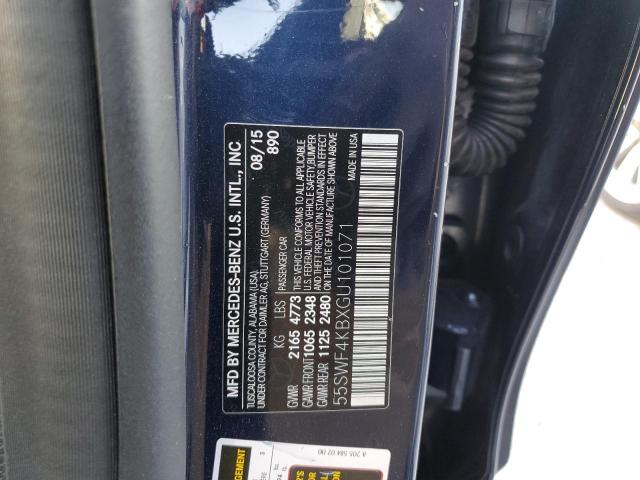 MFD BY MERCEDES-BENZ U.S. INTL., INC
TUSCALOOSA COUNTY, ALABAMA (USA),
UNDER CONTRACT FOR DAIMLER AG, STUTTGART(GERMANY)
08/15
890
KG LBS
PASSENGER CAR
GVWR 2165 4773
GAWR FRONT 1065 2348
GAWR REAR 1125 2480
THIS VEHICLE CONFORMS TO ALL APPLICABLE
U.S. FEDERAL MOTOR VEHICLE SAFETY, BUMPER
AND THEFT PREVENTION STANDARDS IN EFFECT
ON THE DATE OF MANUFACTURE SHOWN ABOVE
55SWF4KBXGU101071
MADE IN USA
A 205 584 02 00